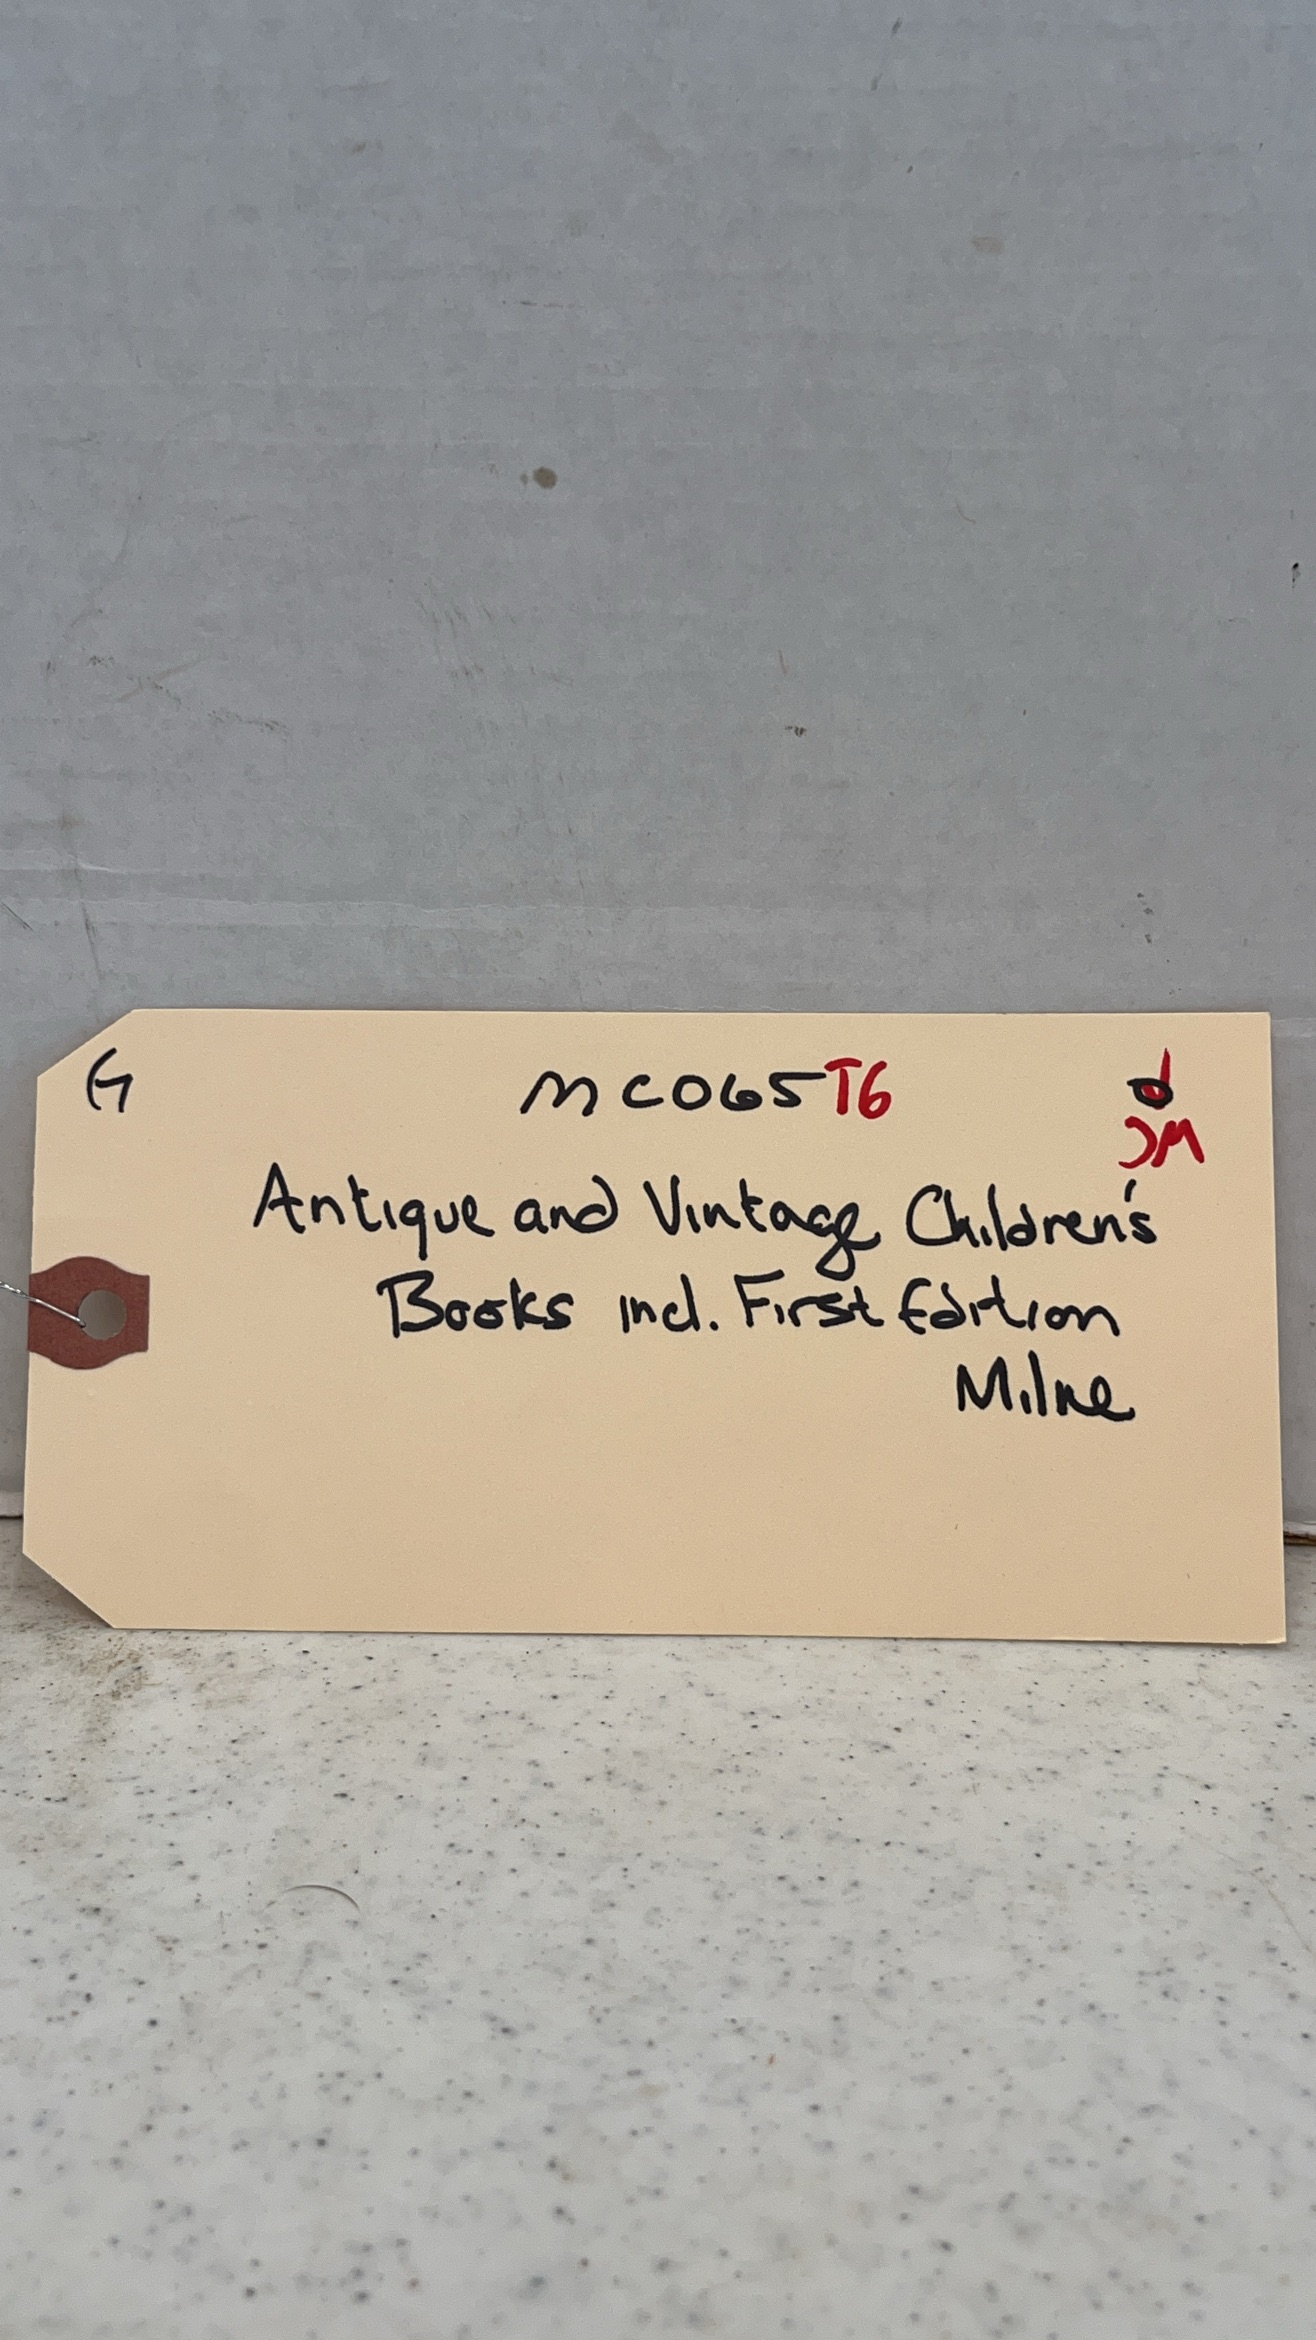 G MC065T6
JM
Antique and Vintage Children's
Books incl. First Edition
Milne